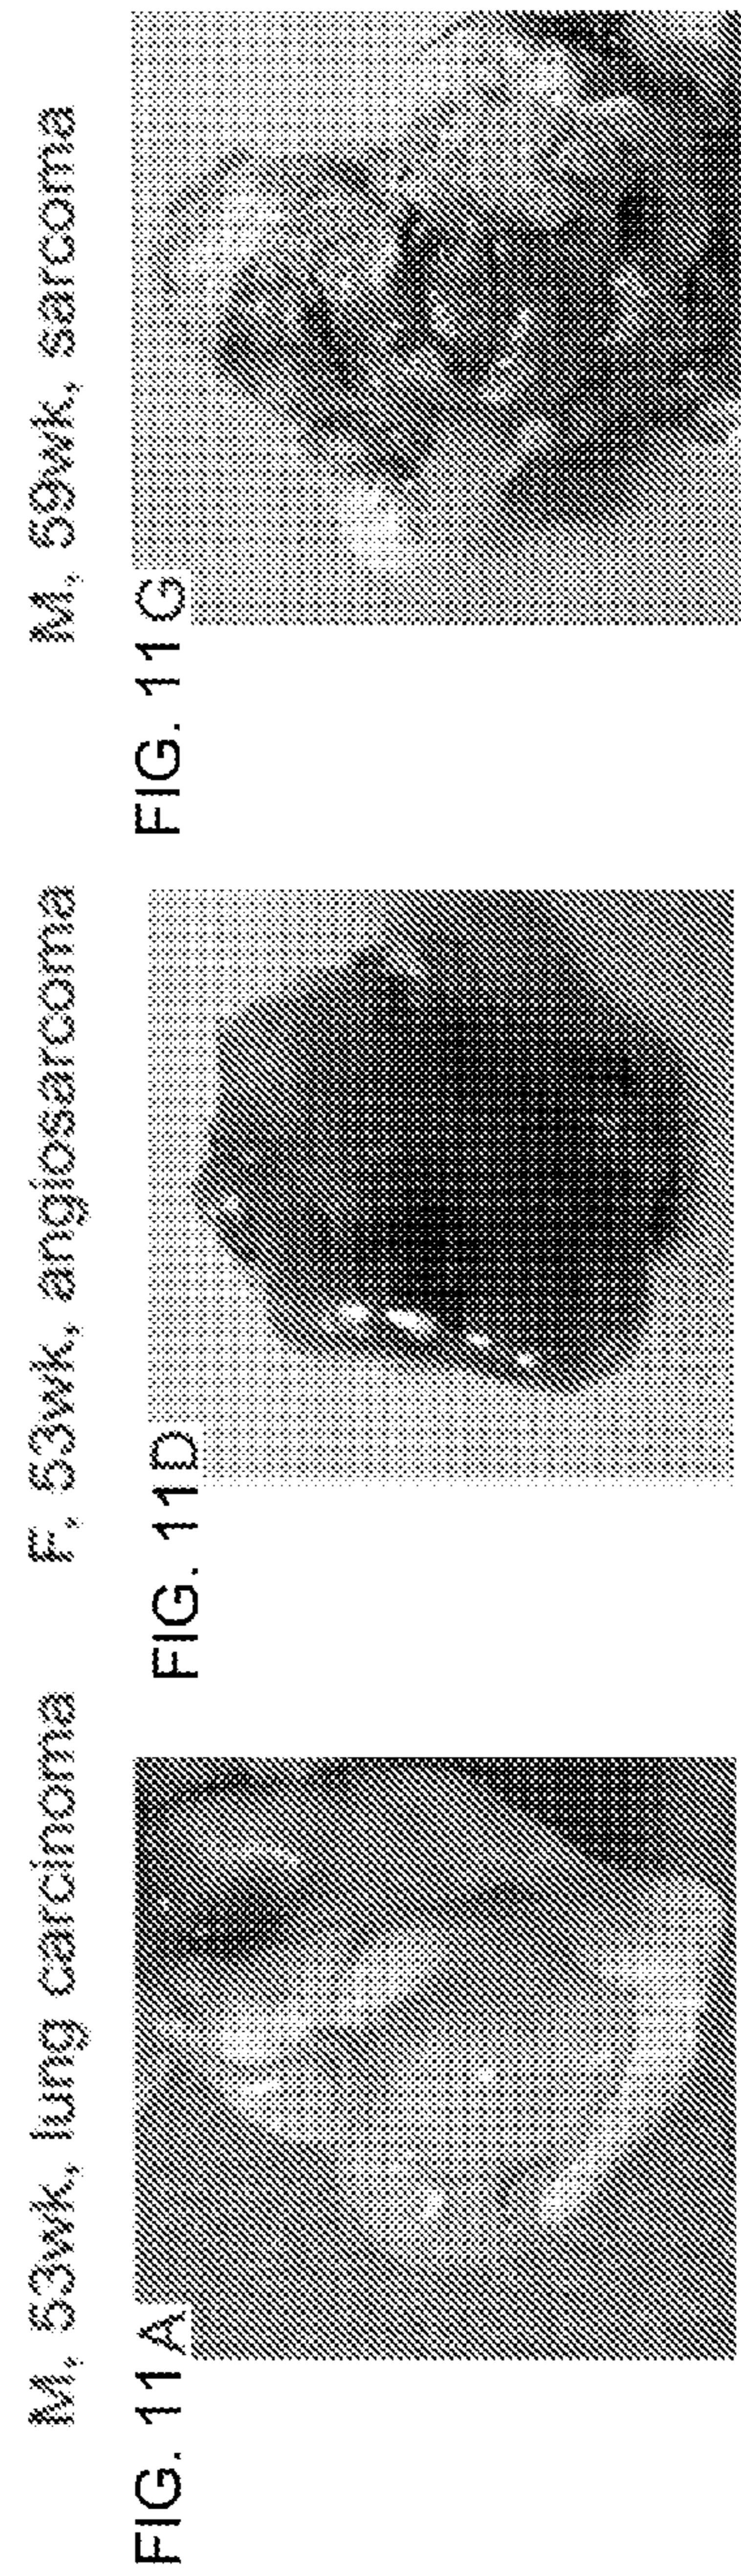 M, 53wk, lung carcinoma
F, 53wk, angiosarcoma
M, 59wk, sarcoma
FIG. 11A
FIG. 11D
FIG. 11G